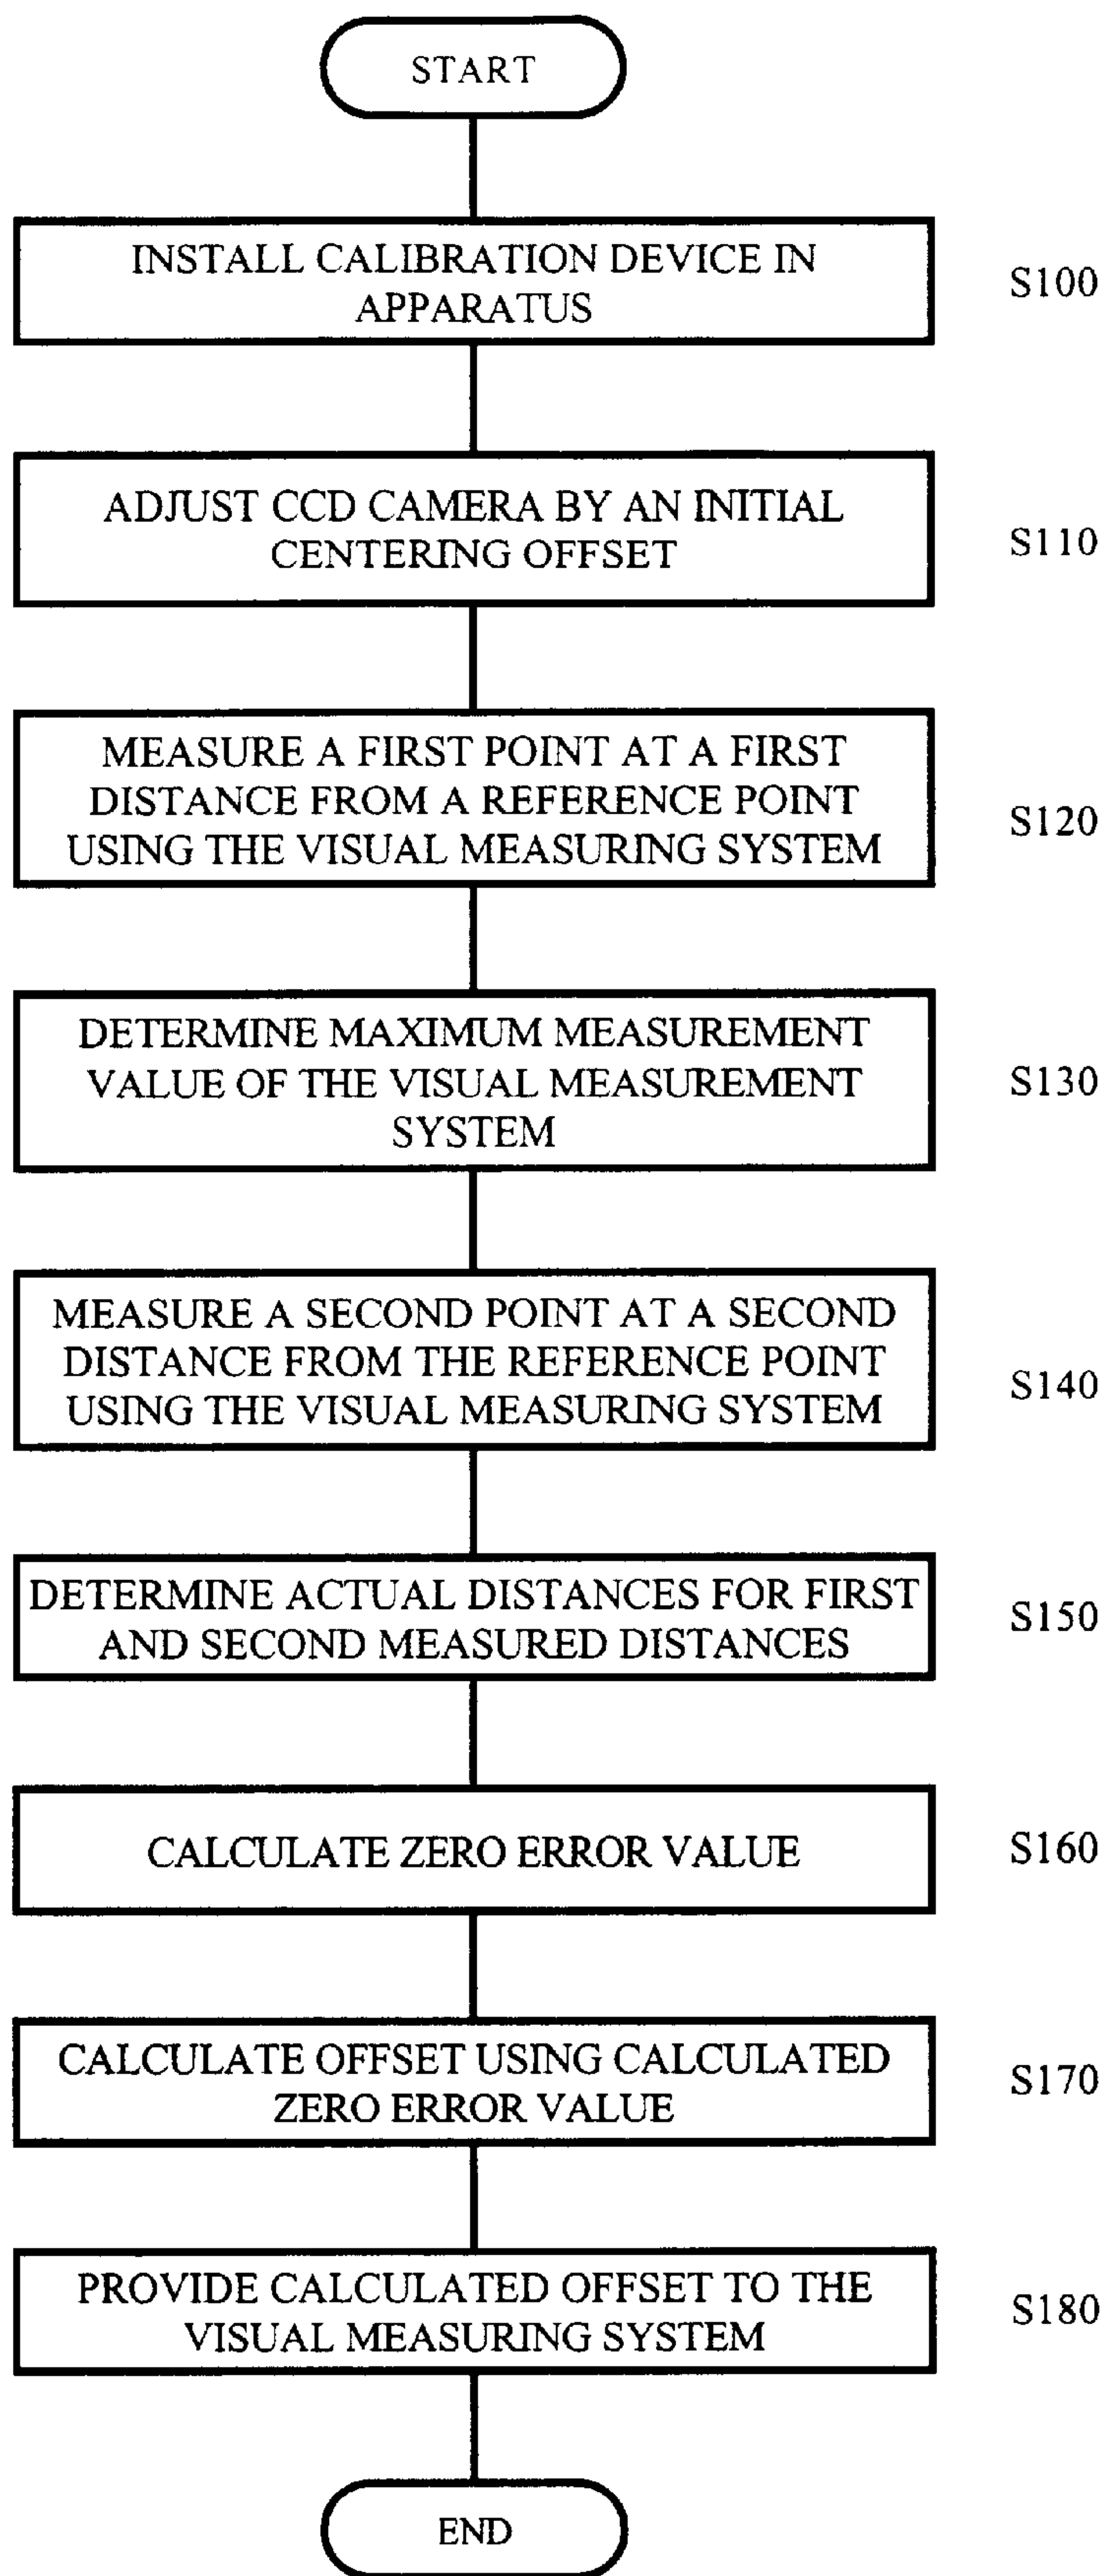 START
INSTALL CALIBRATION DEVICE IN
APPARATUS
S100
ADJUST CCD CAMERA BY AN INITIAL
CENTERING OFFSET
S110
MEASURE A FIRST POINT AT A FIRST
DISTANCE FROM A REFERENCE POINT
USING THE VISUAL MEASURING SYSTEM
S120
DETERMINE MAXIMUM MEASUREMENT
VALUE OF THE VISUAL MEASUREMENT
SYSTEM
S130
MEASURE A SECOND POINT AT A SECOND
DISTANCE FROM THE REFERENCE POINT
USING THE VISUAL MEASURING SYSTEM
S140
DETERMINE ACTUAL DISTANCES FOR FIRST
AND SECOND MEASURED DISTANCES
S150
CALCULATE ZERO ERROR VALUE
S160
CALCULATE OFFSET USING CALCULATED
ZERO ERROR VALUE
S170
PROVIDE CALCULATED OFFSET TO THE
VISUAL MEASURING SYSTEM
S180
END